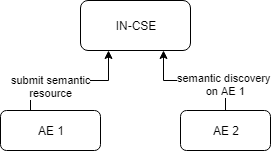 IN-CSE
submit semantic
resource
semantic discovery
on AE 1
AE 1
AE 2